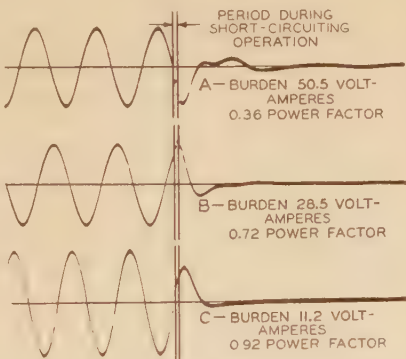 PERIOD DURING
SHORT-CIRCUITING
OPERATION
A— BURDEN 50.5 VOLT-
AMPERES
0.36 POWER FACTOR
B— BURDEN 28.5 VOLT-
AMPERES
0.72 POWER FACTOR
C— BURDEN 11.2 VOLT-
AMPERES
0.92 POWER FACTOR